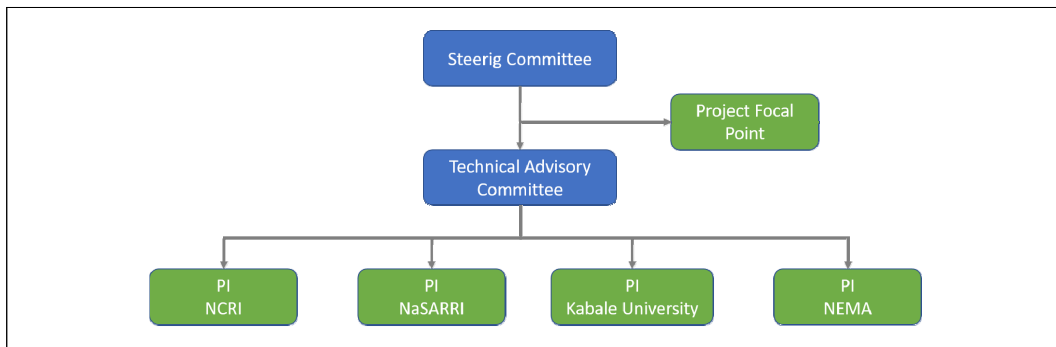 Steerig Committee
Project Focal
Point
Technical Advisory
Committee
PI
NCRI
PI
NaSARRI
PI
Kabale University
PI
NEMA